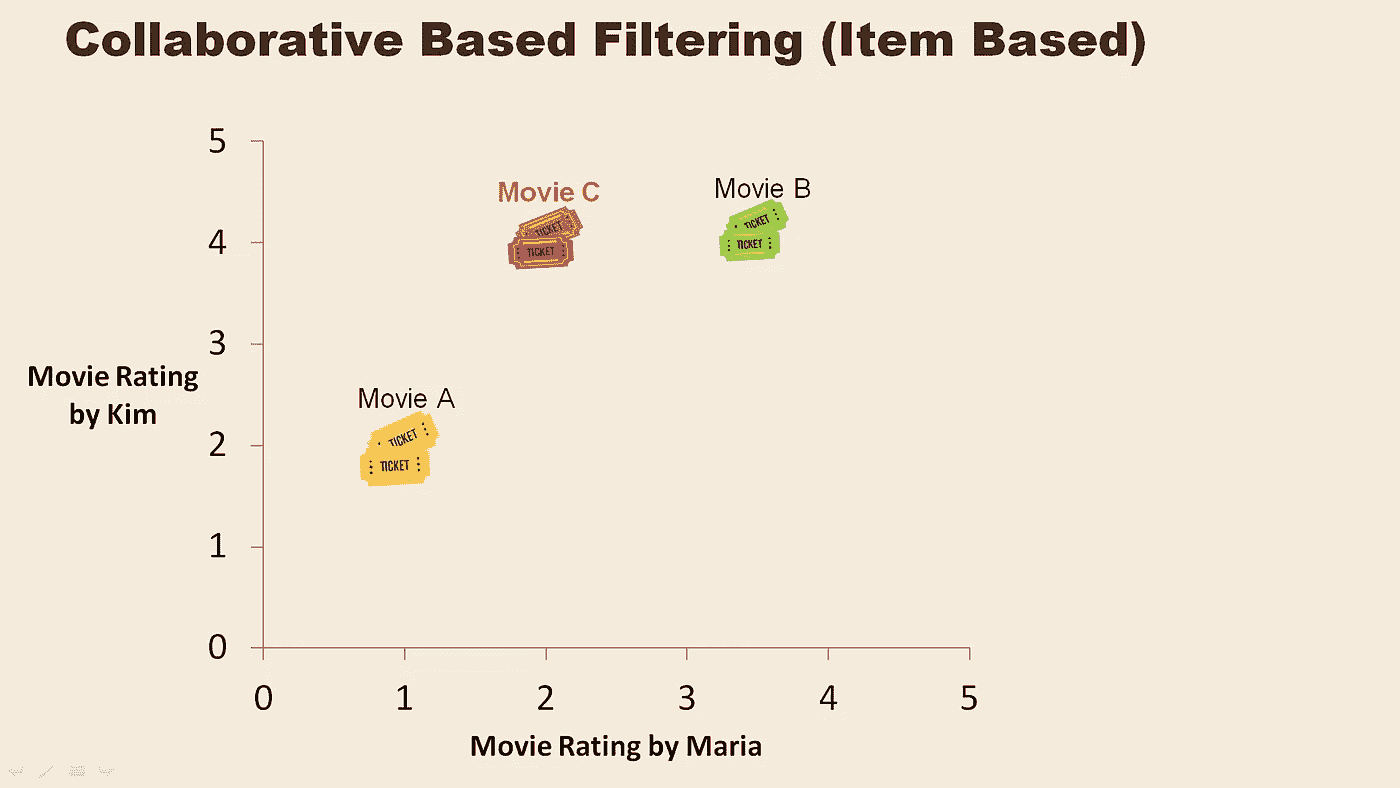 Collaborative Based Filtering (Item Based)
5
Movie C
Movie B
TICKET
TICKET
TICKET
TICKET
4
3
Movie Rating
by Kim
Movie A
TICKET
TICKET
2
1
0
0 1 2 3 4 5
Movie Rating by Maria